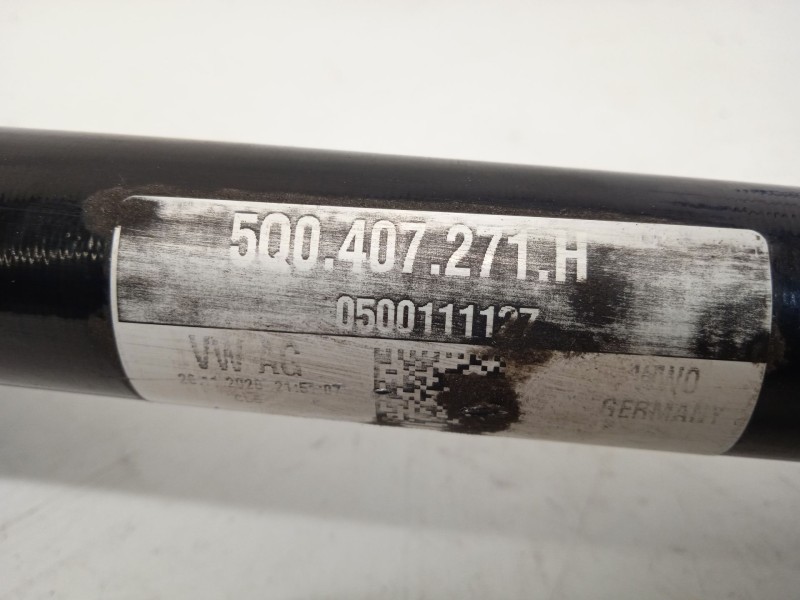 5Q0.407.271.H
0500111127
VW AG
GERMANY